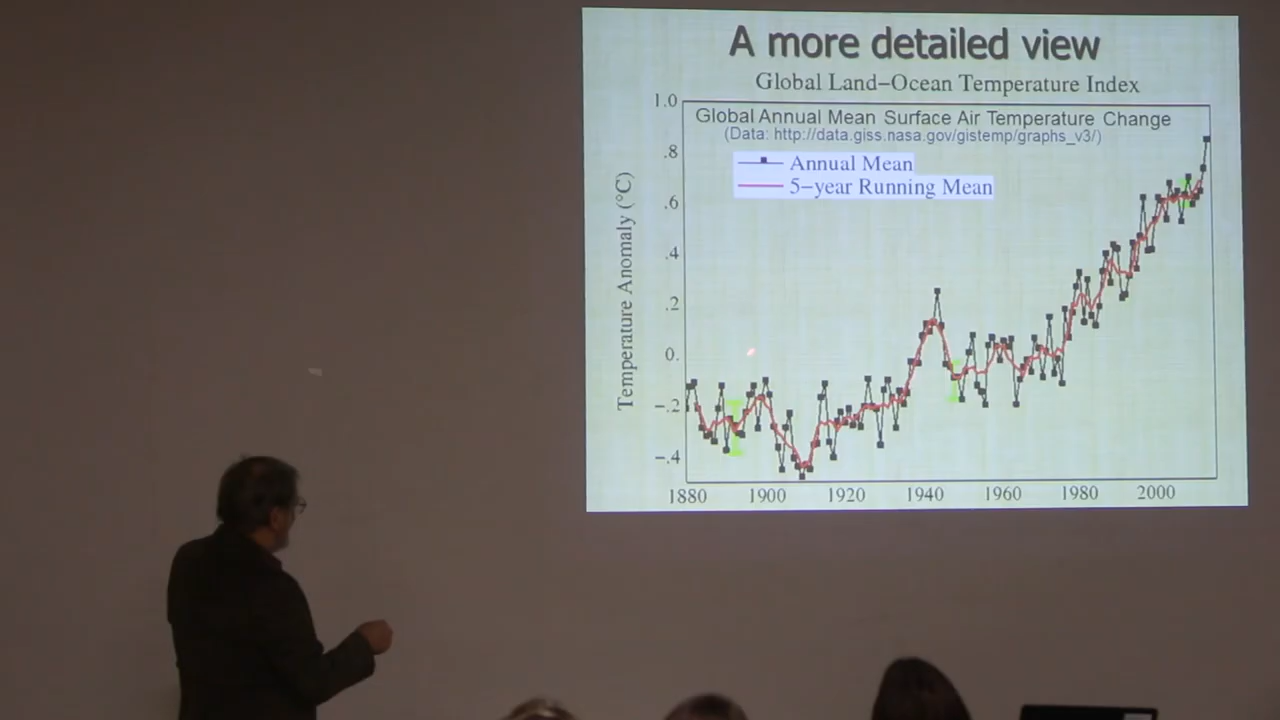 A more detailed view
Global Land–Ocean Temperature Index
Global Annual Mean Surface Air Temperature Change
(Data: http://data.giss.nasa.gov/gistemp/graphs_v3/)
Annual Mean
5–year Running Mean
Temperature Anomaly (°C)
1.0
.8
.6
.4
.2
0.
–.2
–.4
1880 1900 1920 1940 1960 1980 2000